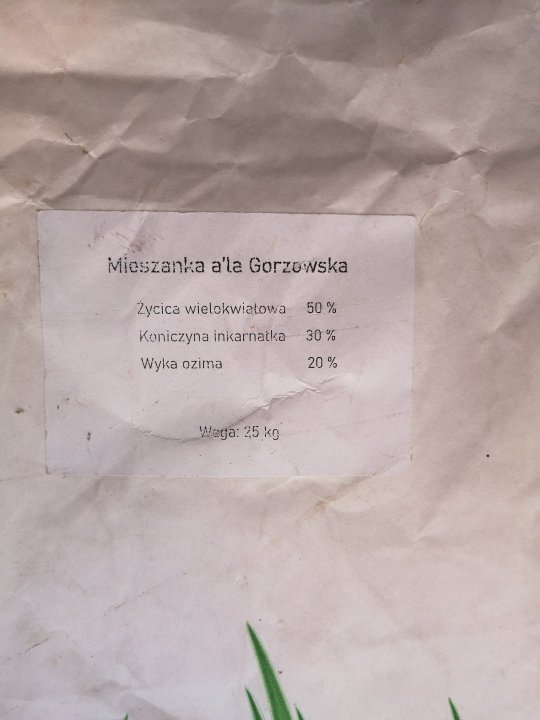 Mieszanka a'la Gorzowska
Życica wielokwiatowa 50 %
Koniczyna inkarnatka 30 %
Wyka ozima 20 %
Waga: 25 kg